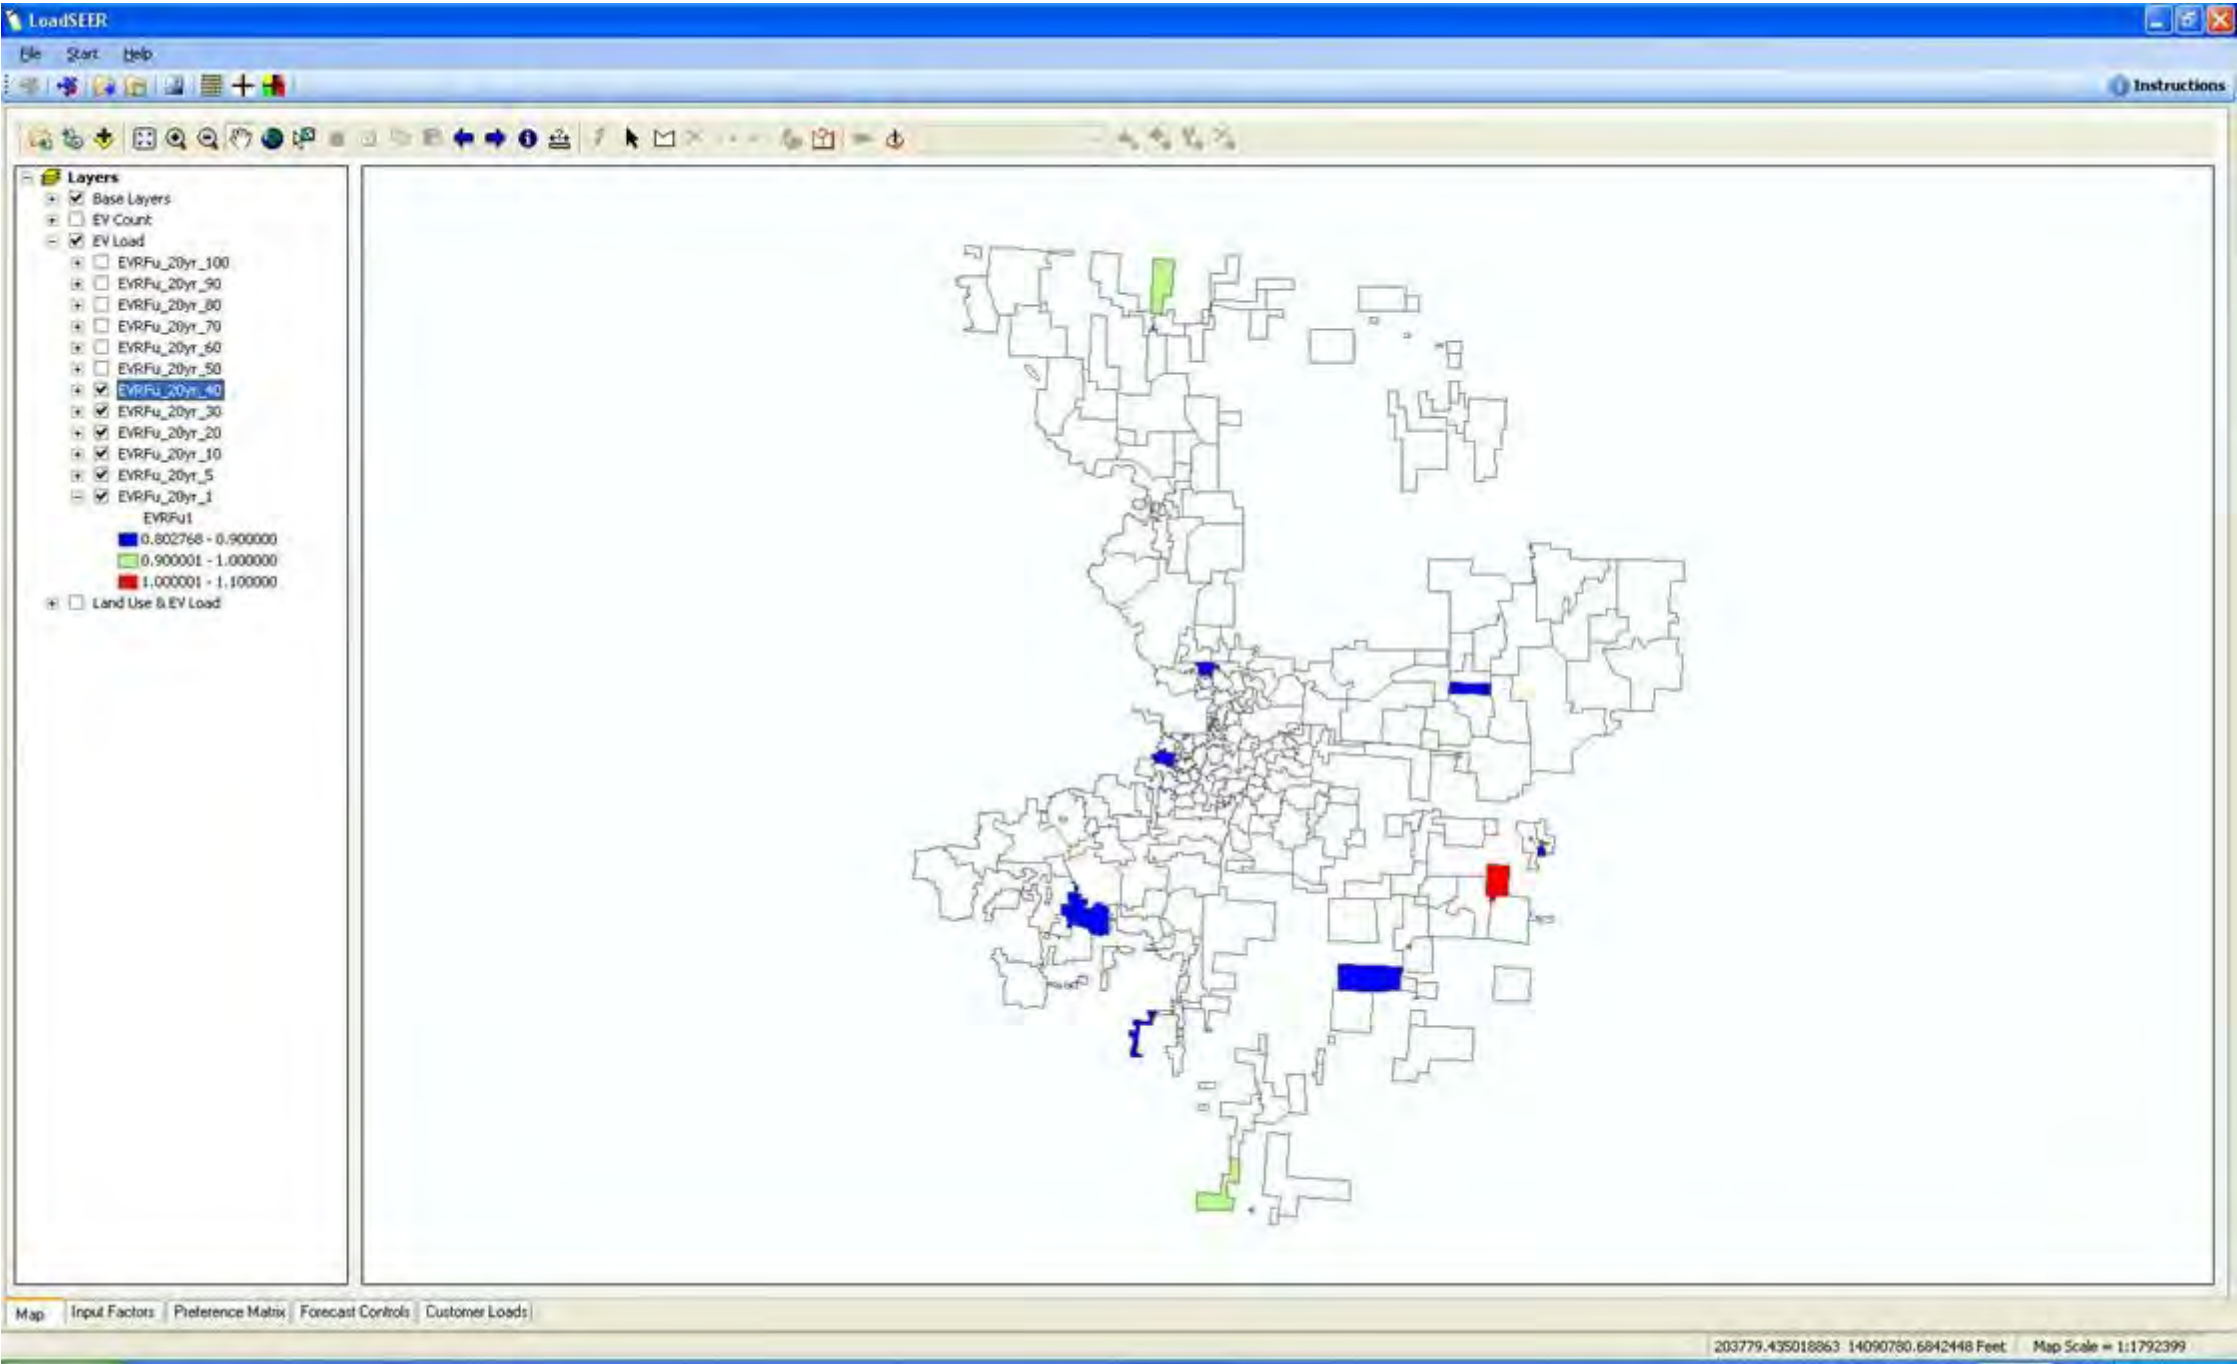 LoadSEER
File Start Help
Instructions
Layers
Base Layers
EV Count
EV Load
EVRFu_20yr_100
EVRFu_20yr_90
EVRFu_20yr_80
EVRFu_20yr_70
EVRFu_20yr_60
EVRFu_20yr_50
EVRFu_20yr_40
EVRFu_20yr_30
EVRFu_20yr_20
EVRFu_20yr_10
EVRFu_20yr_5
EVRFu_20yr_1
EVRFu1
0.802768 - 0.900000
0.900001 - 1.000000
1.000001 - 1.100000
Land Use & EV Load
Map Input Factors Preference Matrix Forecast Controls Customer Loads
203779.435018863 14090780.6842448 Feet Map Scale = 1:1792399